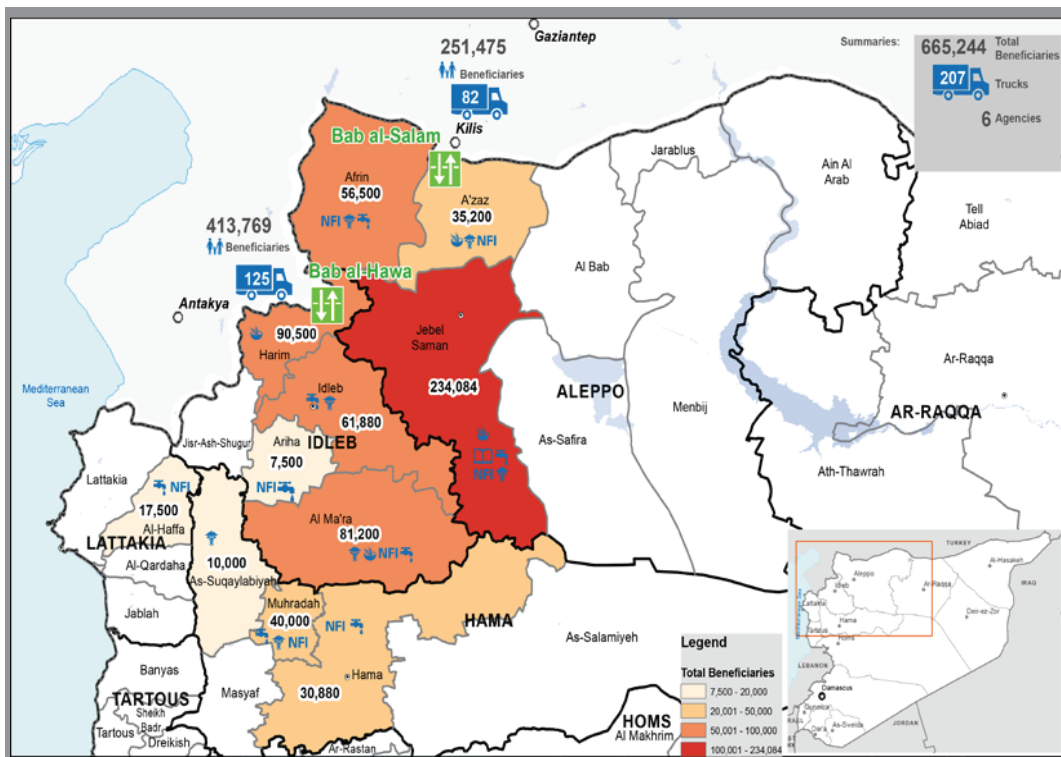 Gaziantep
251,475
Beneficiaries
82
Kilis
Bab al-Salam
Summaries:
665,244 Total Beneficiaries
207 Trucks
6 Agencies
Jarablus
Ain Al Arab
Tell Abiad
Afrin
56,500
NFI
A'zaz
35,200
NFI
413,769
Beneficiaries
125
Bab al-Hawa
Antakya
Al Bab
90,500
Harim
Jebel Saman
234,084
NFI
Mediterranean Sea
Idleb
61,880
IDLEB
Jisr-Ash-Shugur
Ariha
7,500
NFI
ALEPPO
Menbij
As-Safira
Ar-Raqqa
AR-RAQQA
Ath-Thawrah
Lattakia
NFI
17,500
Al-Haffa
LATTAKIA
Al Ma'ra
81,200
NFI
10,000
As-Suqaylabiyah
Al-Qardaha
Jablah
Muhradah
40,000
NFI
NFI
HAMA
Hama
30,880
As-Salamiyeh
Banyas
TARTOUS
Sheikh Badr
Tartous
Dreikish
Masyaf
Ar-Rastan
HOMS
Al Makhrim
Legend
Total Beneficiaries
7,500 - 20,000
20,001 - 50,000
50,001 - 100,000
100,001 - 234,084
TURKEY
Al-Hasakeh
Aleppo
Idleb
Ar-Raqqa
IRAQ
Lattakia
Deir-ez-Zor
Hama
Tartus
Homs
LEBANON
Damascus
Quneitra
Dar'a
As-Sweida
JORDAN